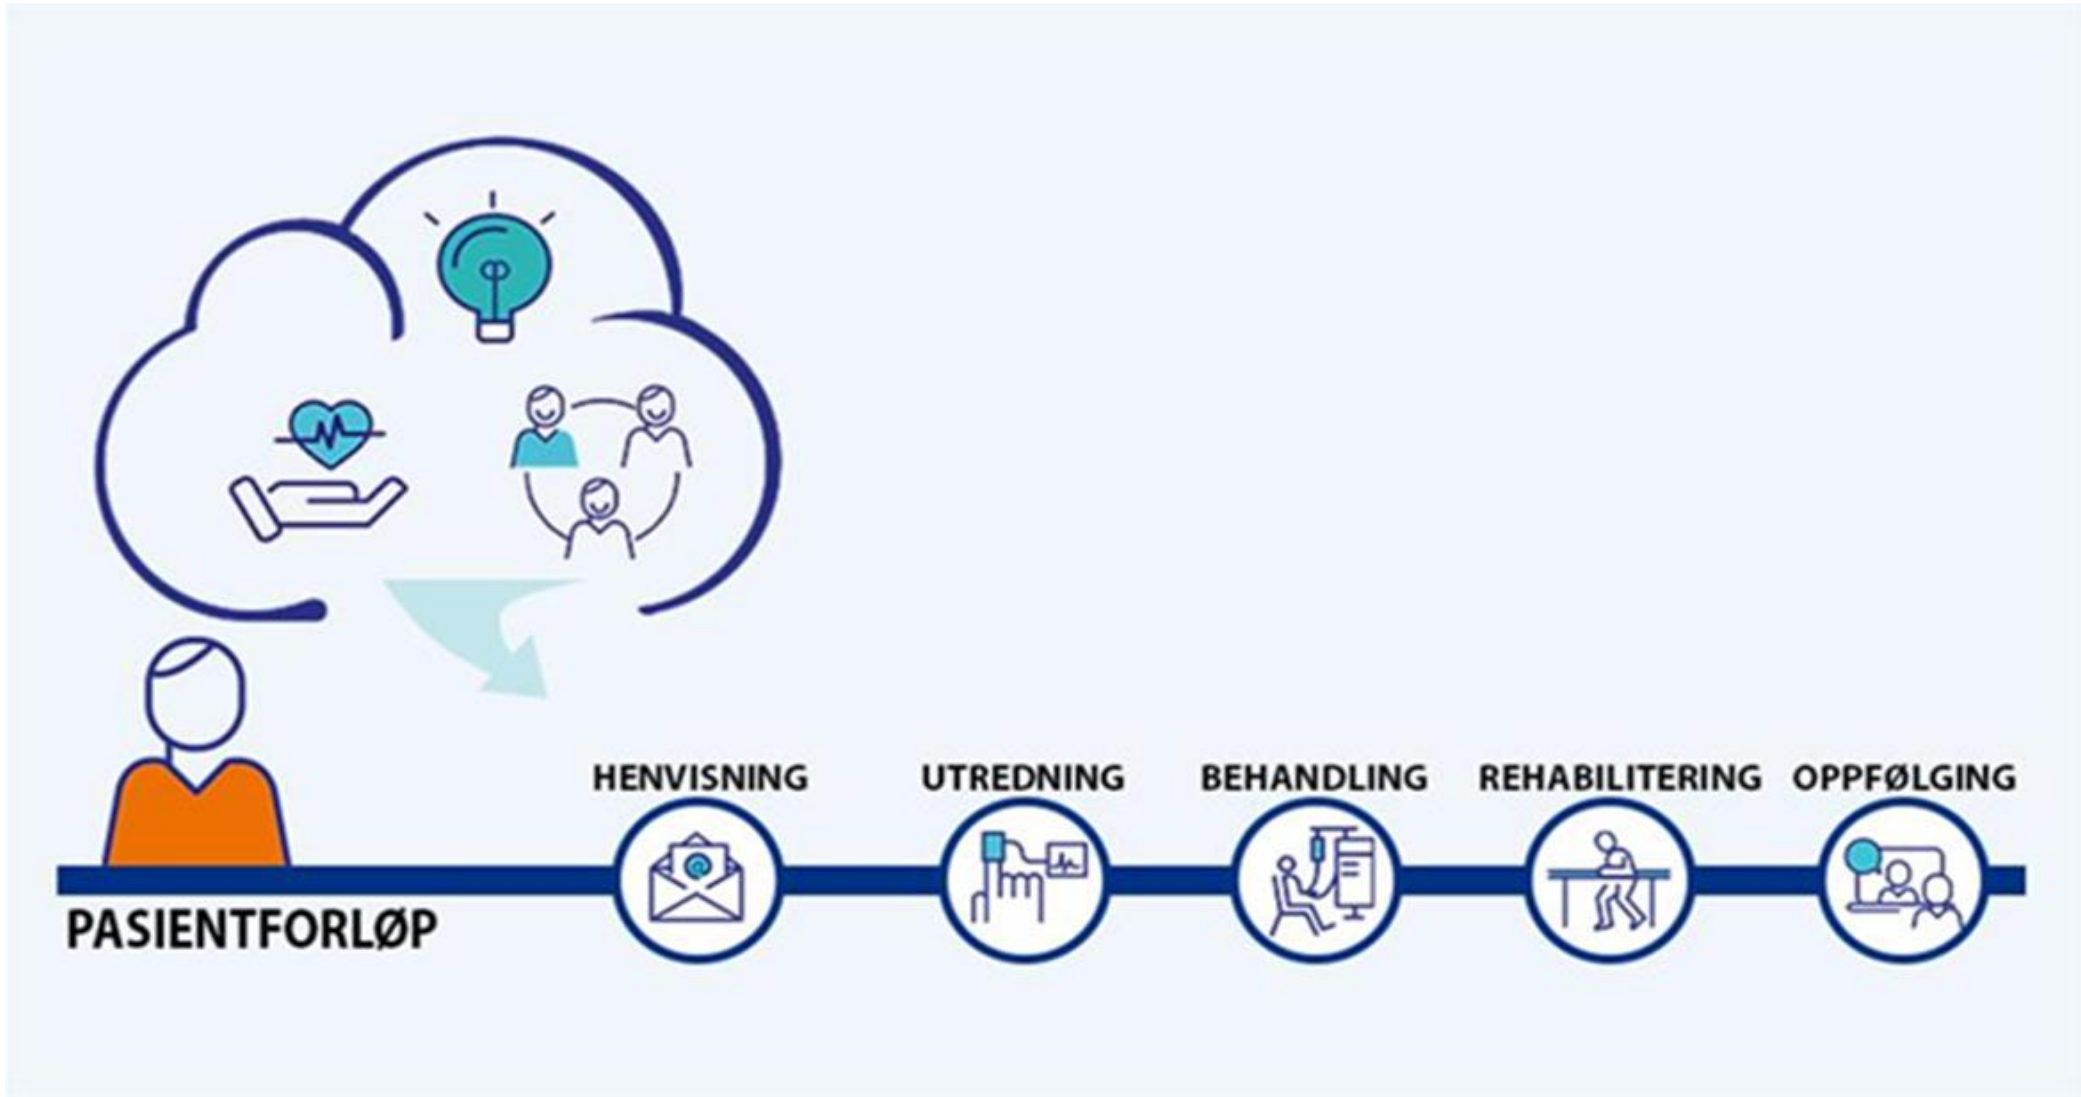 HENVISNING
UTREDNING
BEHANDLING
REHABILITERING
OPPFØLGING
PASIENTFORLØP